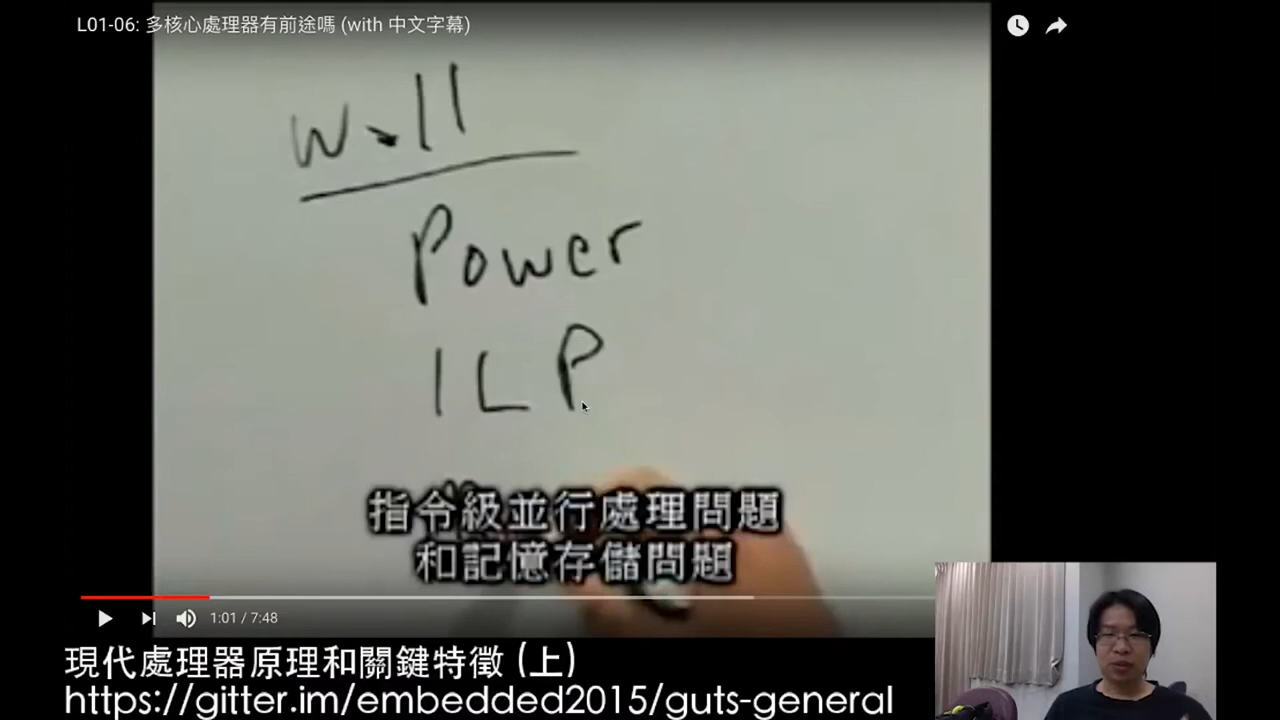 L01-06: 多核心處理器有前途嗎 (with 中文字幕)
Wall
Power
ILP
指令級並行處理問題
和記憶存儲問題
1:01 / 7:48
現代處理器原理和關鍵特徵 (上)
https://gitter.im/embedded2015/guts-general